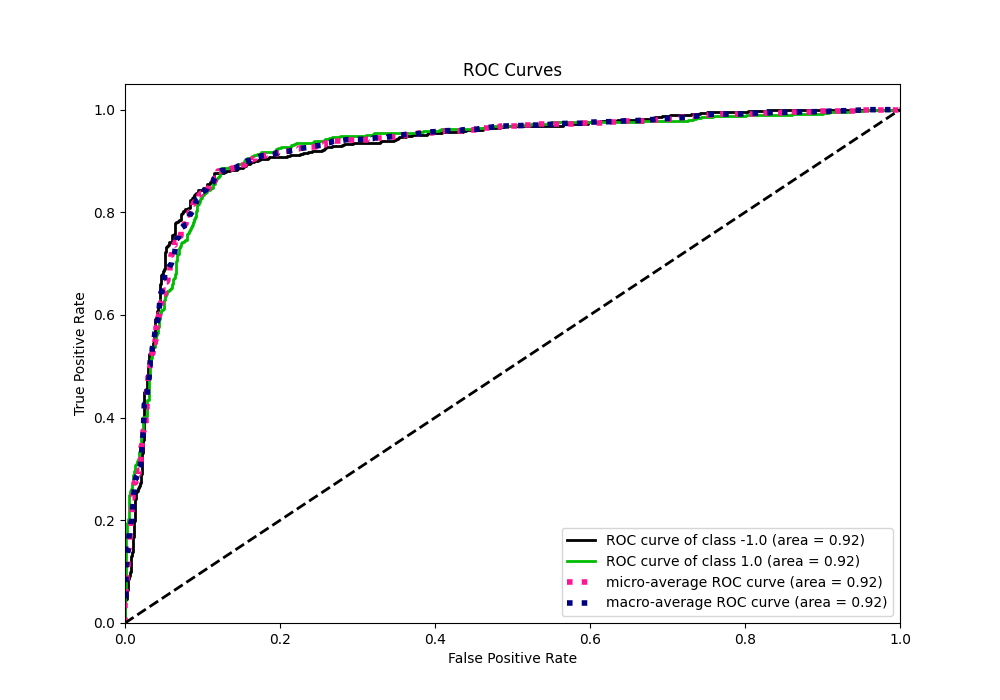 ROC Curves
True Positive Rate
1.0
0.8
0.6
0.4
0.2
0.0
0.0 0.2 0.4 0.6 0.8 1.0
False Positive Rate
ROC curve of class -1.0 (area = 0.92)
ROC curve of class 1.0 (area = 0.92)
micro-average ROC curve (area = 0.92)
macro-average ROC curve (area = 0.92)